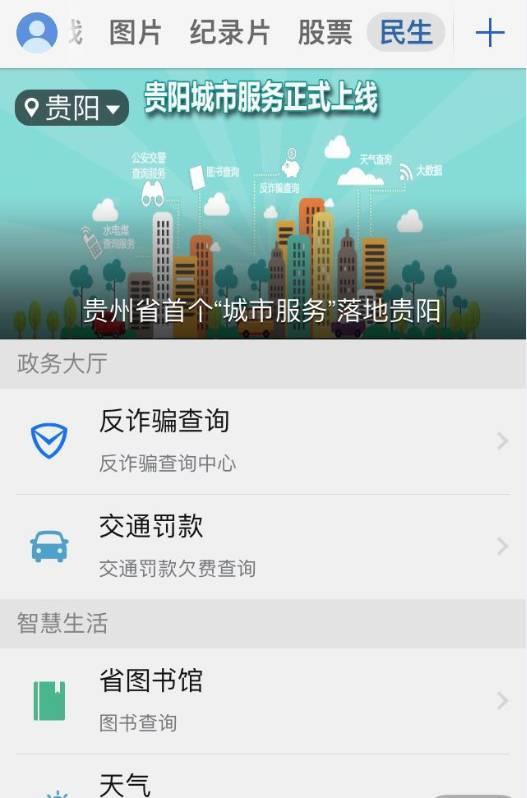 图片 纪录片 股票 民生
贵阳
贵阳城市服务正式上线
公安交警
查询服务
图书查询
反诈骗查询
天气查询
大数据
水电煤
查询服务
贵州省首个“城市服务”落地贵阳
政务大厅
反诈骗查询
反诈骗查询中心
交通罚款
交通罚款欠费查询
智慧生活
省图书馆
图书查询
天气